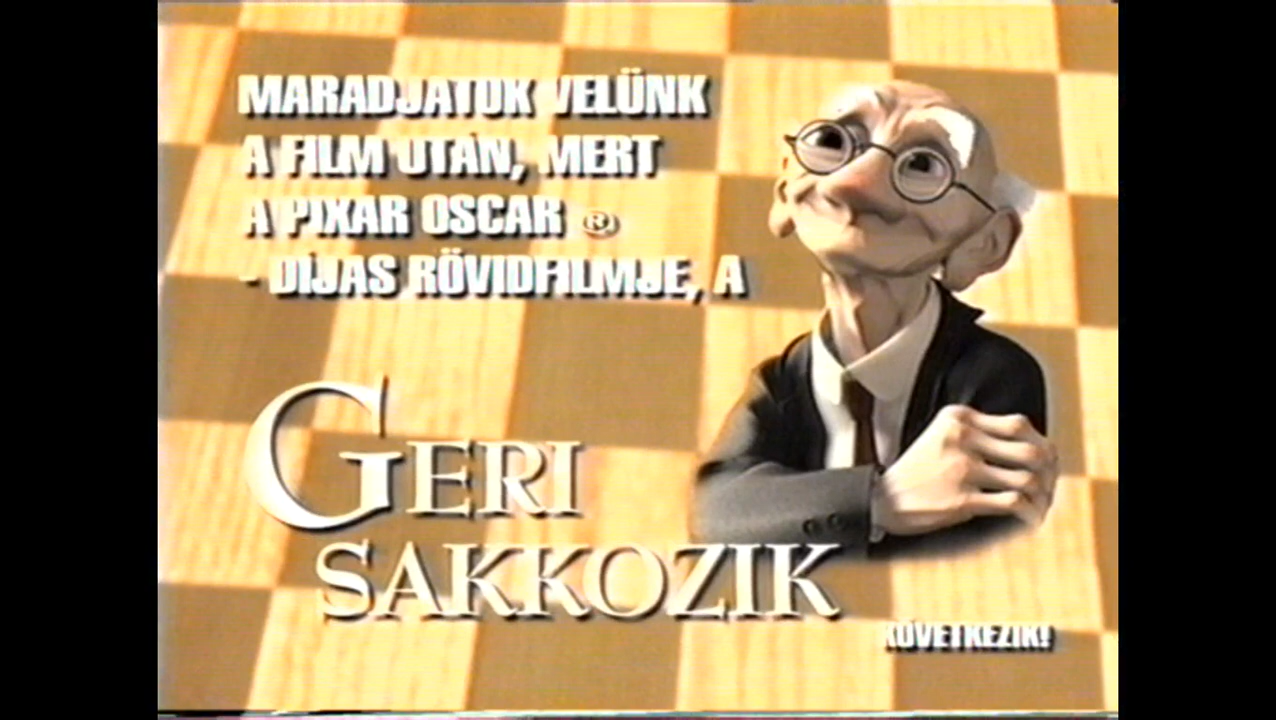 MARADJATOK VELÜNK
A FILM UTÁN, MERT
A PIXAR OSCAR ®
- DÍJAS RÖVIDFILMJE, A
GERI
SAKKOZIK
KÖVETKEZIK!